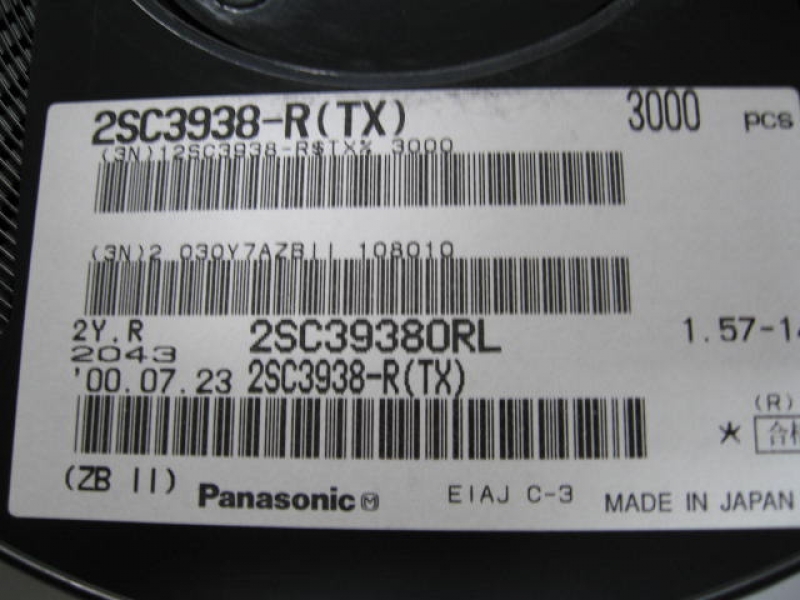 2SC3938-R(TX) 3000 pcs
(3N)12SC3938-R$TX% 3000
(3N)2 030Y7AZBII 108010
2Y.R 2SC39380RL 1.57-1
2043
'00.07.23 2SC3938-R(TX)
(R)
* 合格
(ZB II) Panasonic EIAJ C-3 MADE IN JAPAN